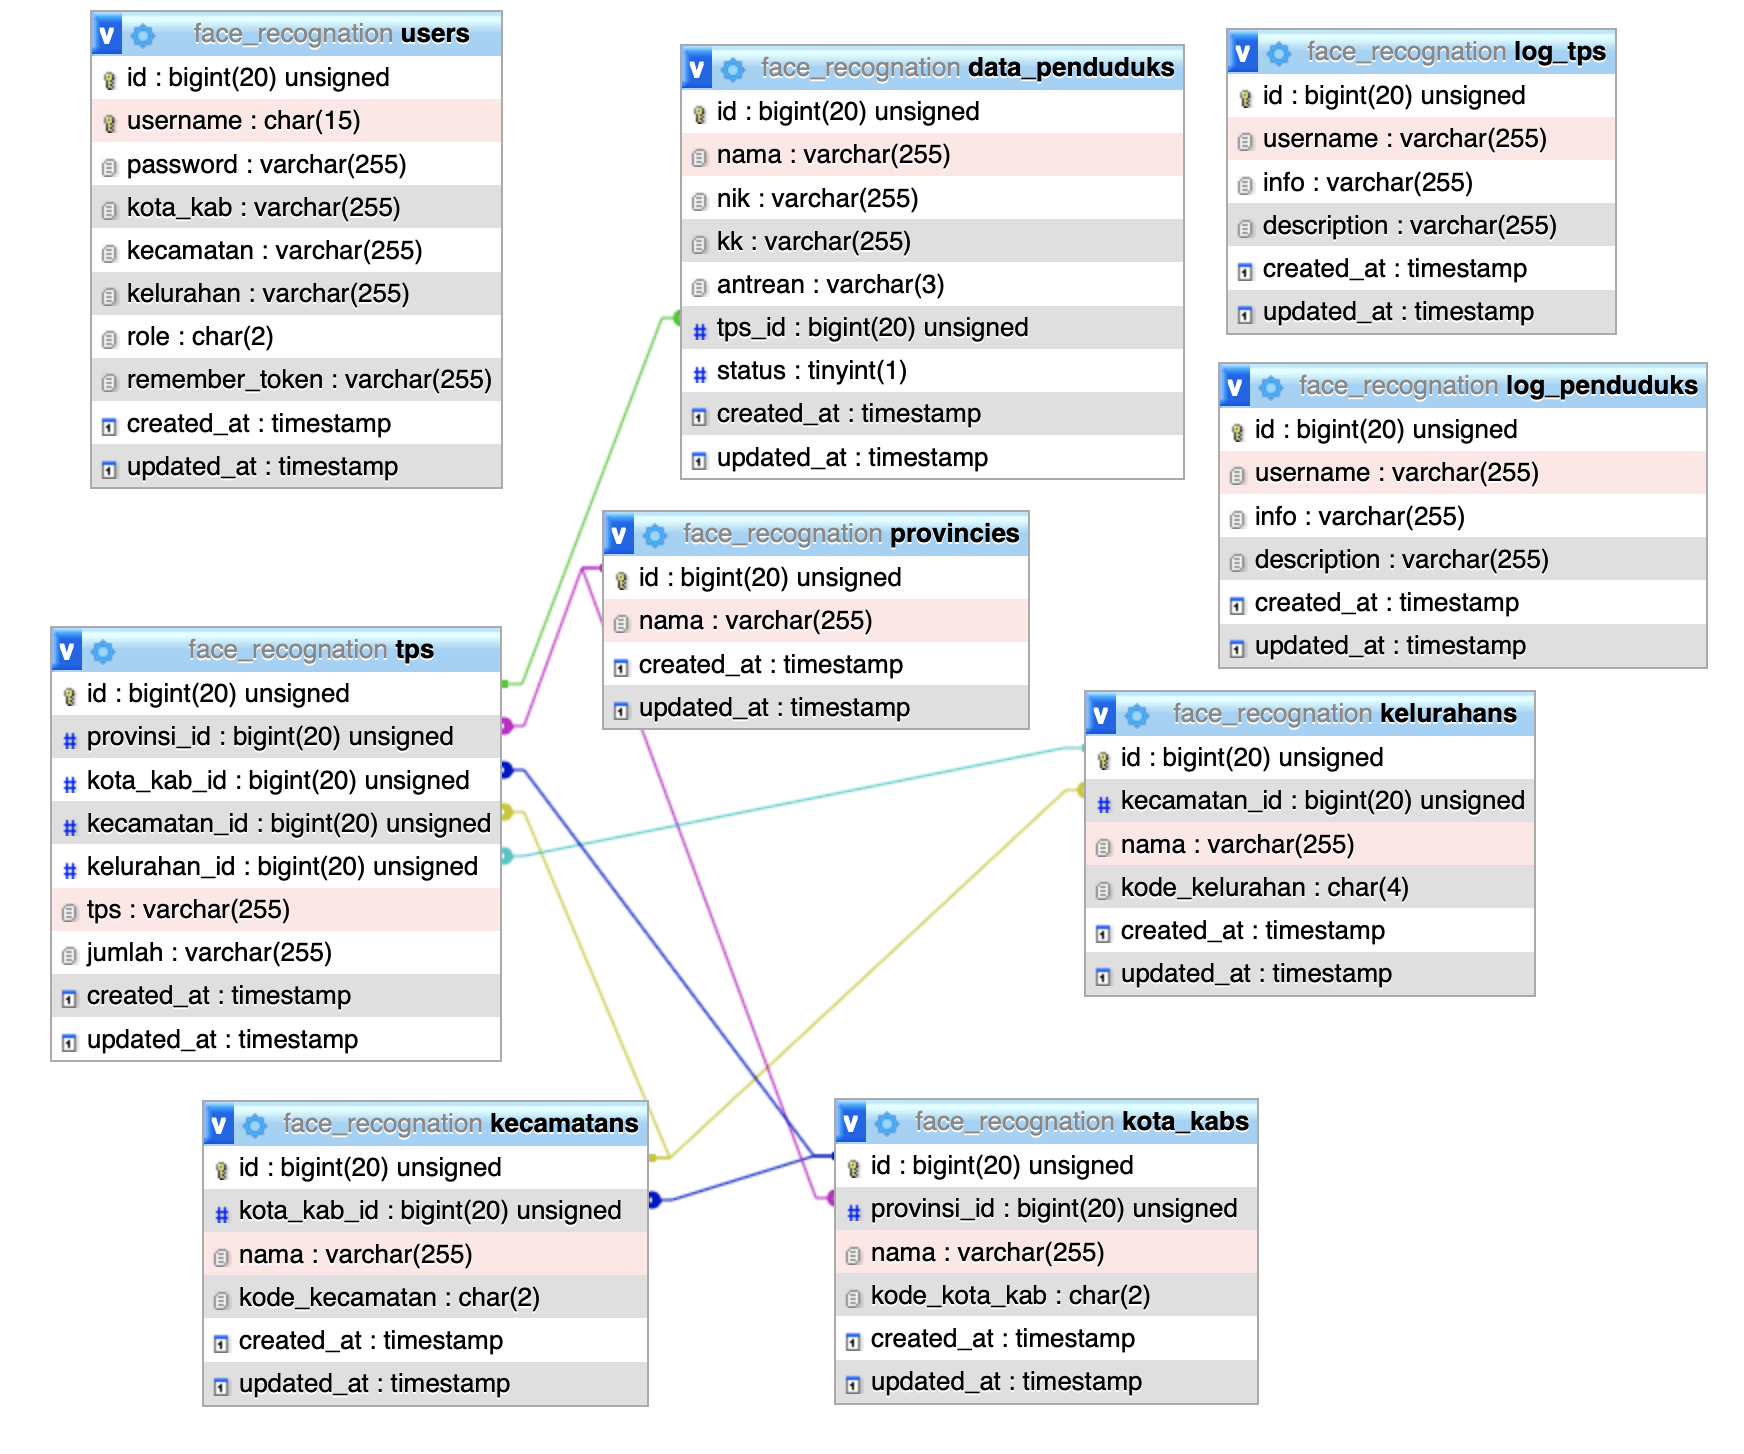 face_recognation users
id : bigint(20) unsigned
username : char(15)
password : varchar(255)
kota_kab : varchar(255)
kecamatan : varchar(255)
kelurahan : varchar(255)
role : char(2)
remember_token : varchar(255)
created_at : timestamp
updated_at : timestamp
face_recognation data_penduduks
id : bigint(20) unsigned
nama : varchar(255)
nik : varchar(255)
kk : varchar(255)
antrean : varchar(3)
tps_id : bigint(20) unsigned
status : tinyint(1)
created_at : timestamp
updated_at : timestamp
face_recognation log_tps
id : bigint(20) unsigned
username : varchar(255)
info : varchar(255)
description : varchar(255)
created_at : timestamp
updated_at : timestamp
face_recognation log_penduduks
id : bigint(20) unsigned
username : varchar(255)
info : varchar(255)
description : varchar(255)
created_at : timestamp
updated_at : timestamp
face_recognation provincies
id : bigint(20) unsigned
nama : varchar(255)
created_at : timestamp
updated_at : timestamp
face_recognation tps
id : bigint(20) unsigned
provinsi_id : bigint(20) unsigned
kota_kab_id : bigint(20) unsigned
kecamatan_id : bigint(20) unsigned
kelurahan_id : bigint(20) unsigned
tps : varchar(255)
jumlah : varchar(255)
created_at : timestamp
updated_at : timestamp
face_recognation kelurahans
id : bigint(20) unsigned
kecamatan_id : bigint(20) unsigned
nama : varchar(255)
kode_kelurahan : char(4)
created_at : timestamp
updated_at : timestamp
face_recognation kecamatans
id : bigint(20) unsigned
kota_kab_id : bigint(20) unsigned
nama : varchar(255)
kode_kecamatan : char(2)
created_at : timestamp
updated_at : timestamp
face_recognation kota_kabs
id : bigint(20) unsigned
provinsi_id : bigint(20) unsigned
nama : varchar(255)
kode_kota_kab : char(2)
created_at : timestamp
updated_at : timestamp